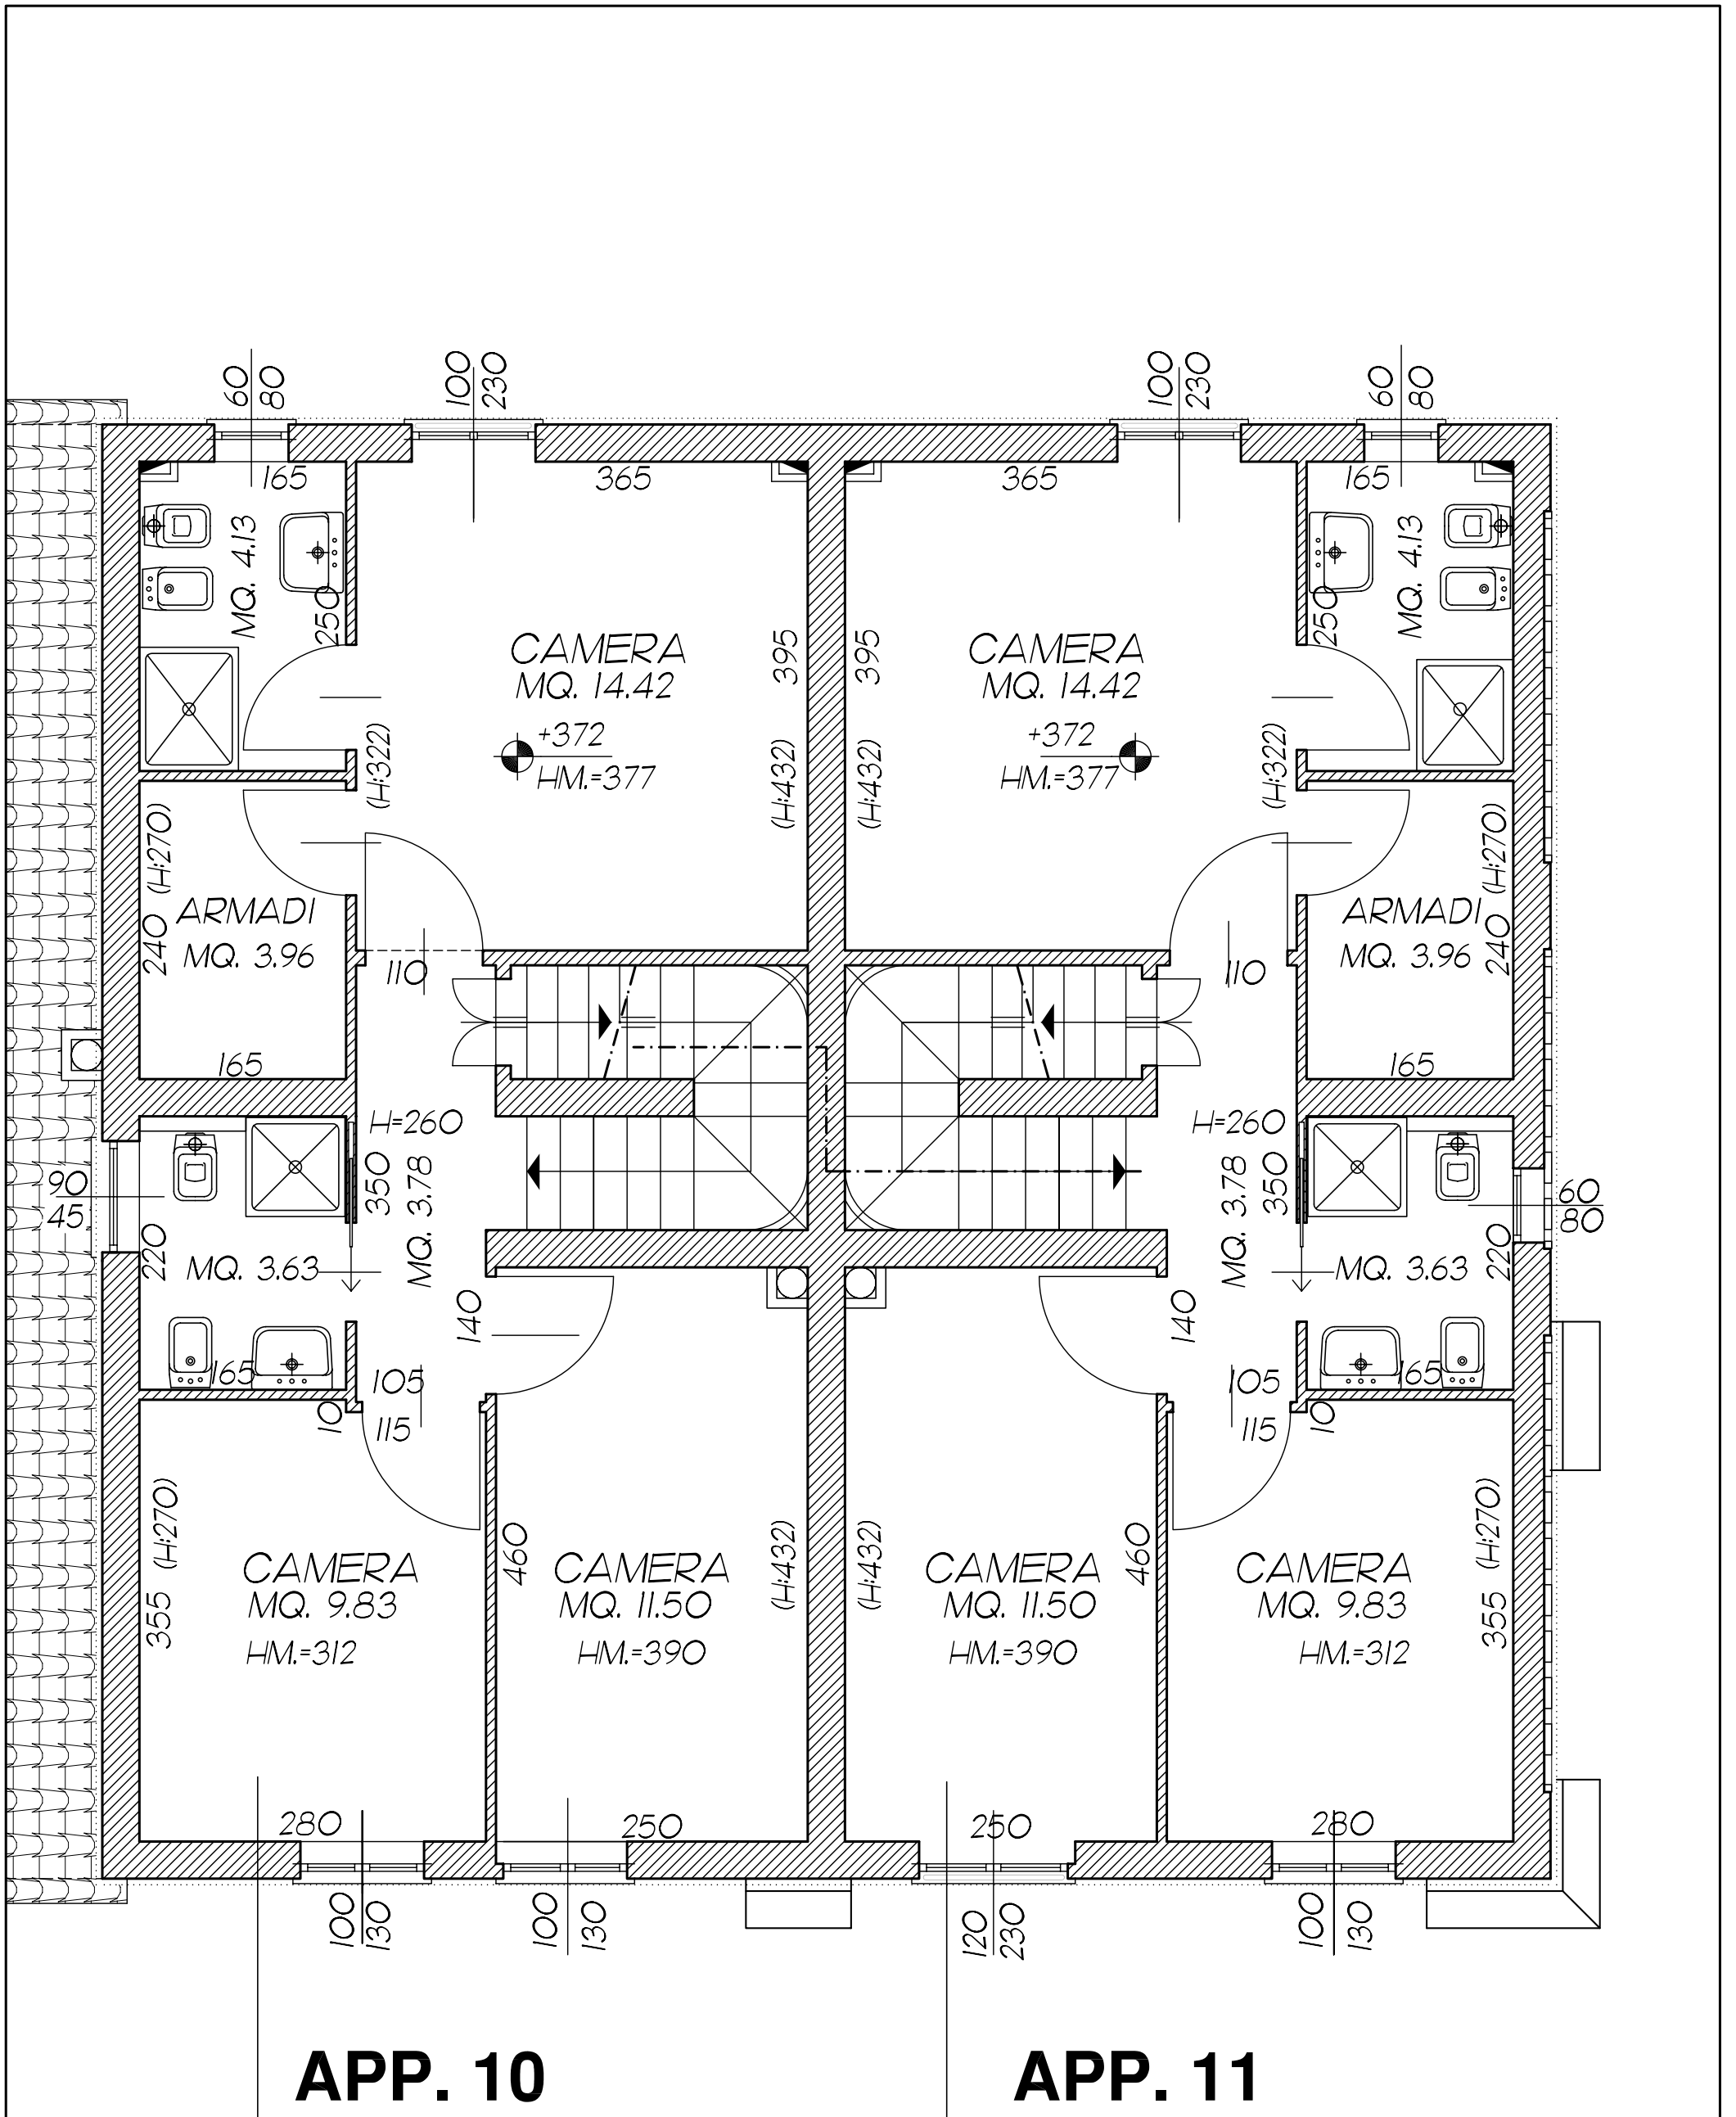 60
80
100
230
100
230
60
80
165
365
365
165
MQ. 4.13
250
MQ. 4.13
250
CAMERA
MQ. 14.42
395
395
CAMERA
MQ. 14.42
+372
HM.=377
(H:322)
(H:432)
(H:432)
+372
HM.=377
(H:322)
240 (H:270)
ARMADI
MQ. 3.96
ARMADI
MQ. 3.96
240 (H:270)
110
110
165
165
H=260
H=260
350
MQ. 3.78
MQ. 3.78
350
90
45
60
80
220
MQ. 3.63
MQ. 3.63
220
140
140
165
105
115
10
105
115
10
165
355 (H:270)
CAMERA
MQ. 9.83
HM.=312
460
CAMERA
MQ. 11.50
HM.=390
(H:432)
(H:432)
CAMERA
MQ. 11.50
HM.=390
460
CAMERA
MQ. 9.83
HM.=312
355 (H:270)
280
250
250
280
100
130
100
130
120
230
100
130
APP. 10
APP. 11